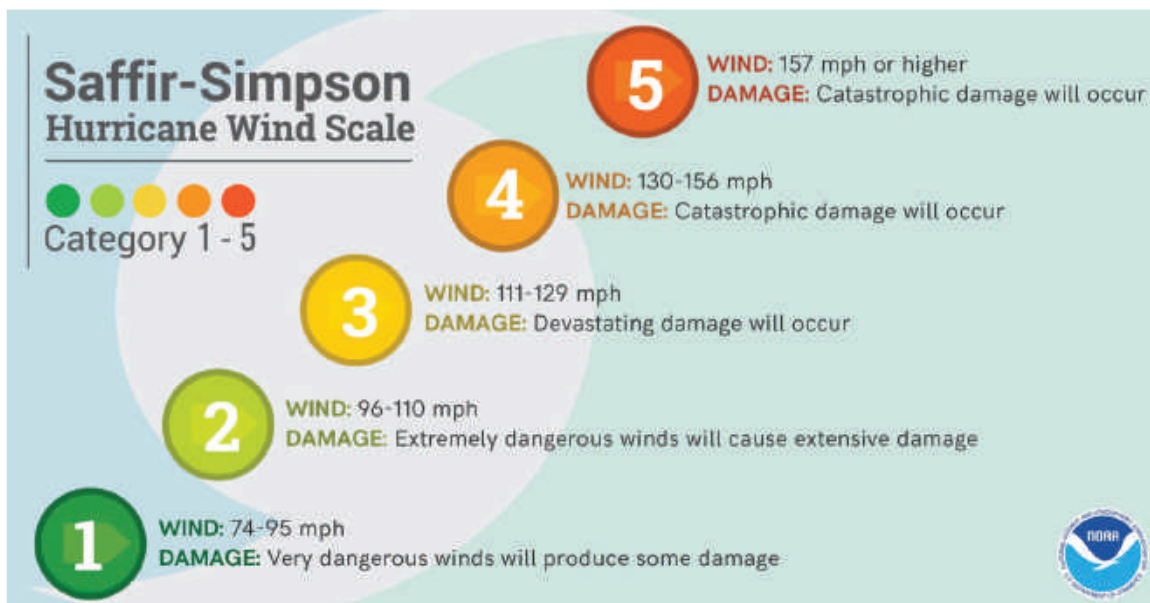 Saffir-Simpson
Hurricane Wind Scale
Category 1 - 5
5
WIND: 157 mph or higher
DAMAGE: Catastrophic damage will occur
4
WIND: 130-156 mph
DAMAGE: Catastrophic damage will occur
3
WIND: 111-129 mph
DAMAGE: Devastating damage will occur
2
WIND: 96-110 mph
DAMAGE: Extremely dangerous winds will cause extensive damage
1
WIND: 74-95 mph
DAMAGE: Very dangerous winds will produce some damage
NOAA